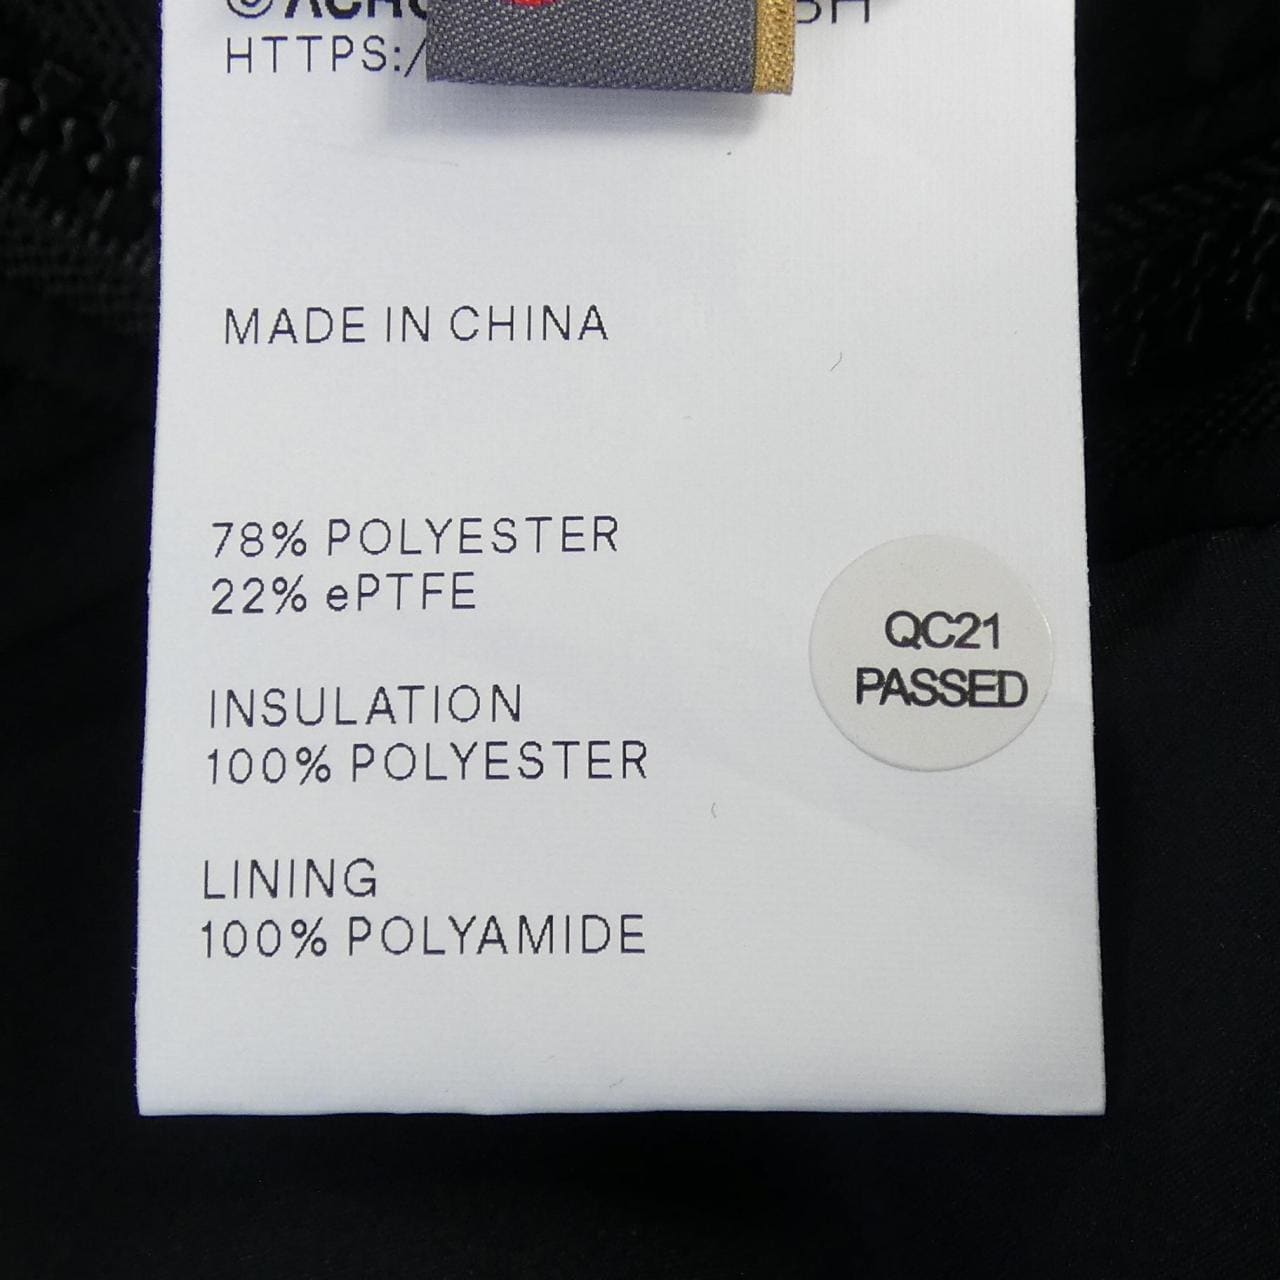 HTTPS:/
MADE IN CHINA
78% POLYESTER
22% ePTFE
INSULATION
100% POLYESTER
LINING
100% POLYAMIDE
QC21
PASSED